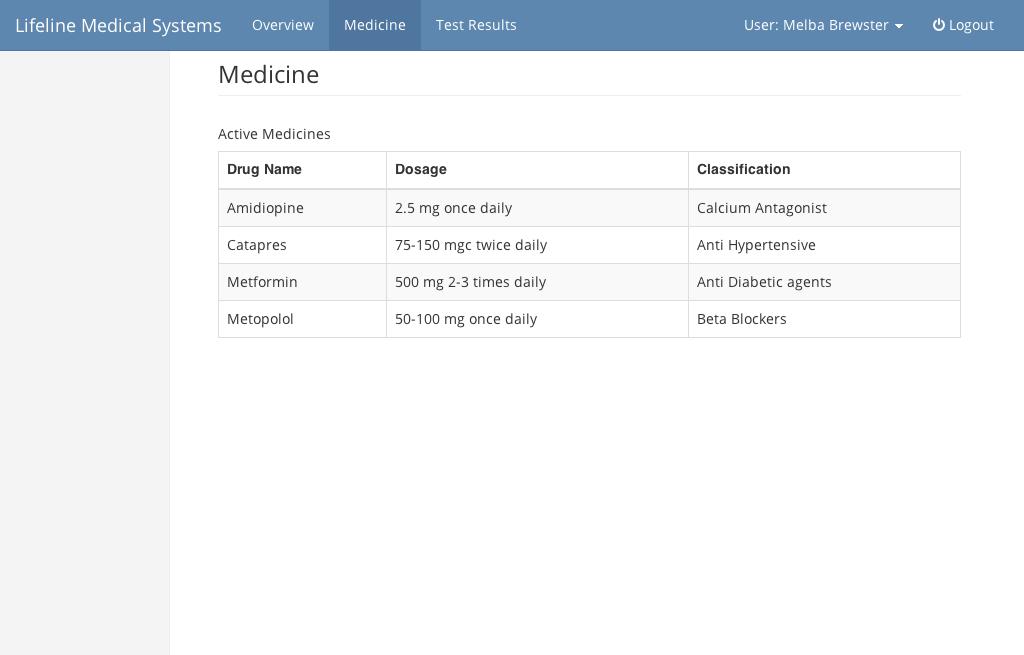 Lifeline Medical Systems Overview Medicine Test Results User: Melba Brewster Logout
Medicine
Active Medicines
Drug Name Dosage Classification
Amidiopine 2.5 mg once daily Calcium Antagonist
Catapres 75-150 mgc twice daily Anti Hypertensive
Metformin 500 mg 2-3 times daily Anti Diabetic agents
Metopolol 50-100 mg once daily Beta Blockers